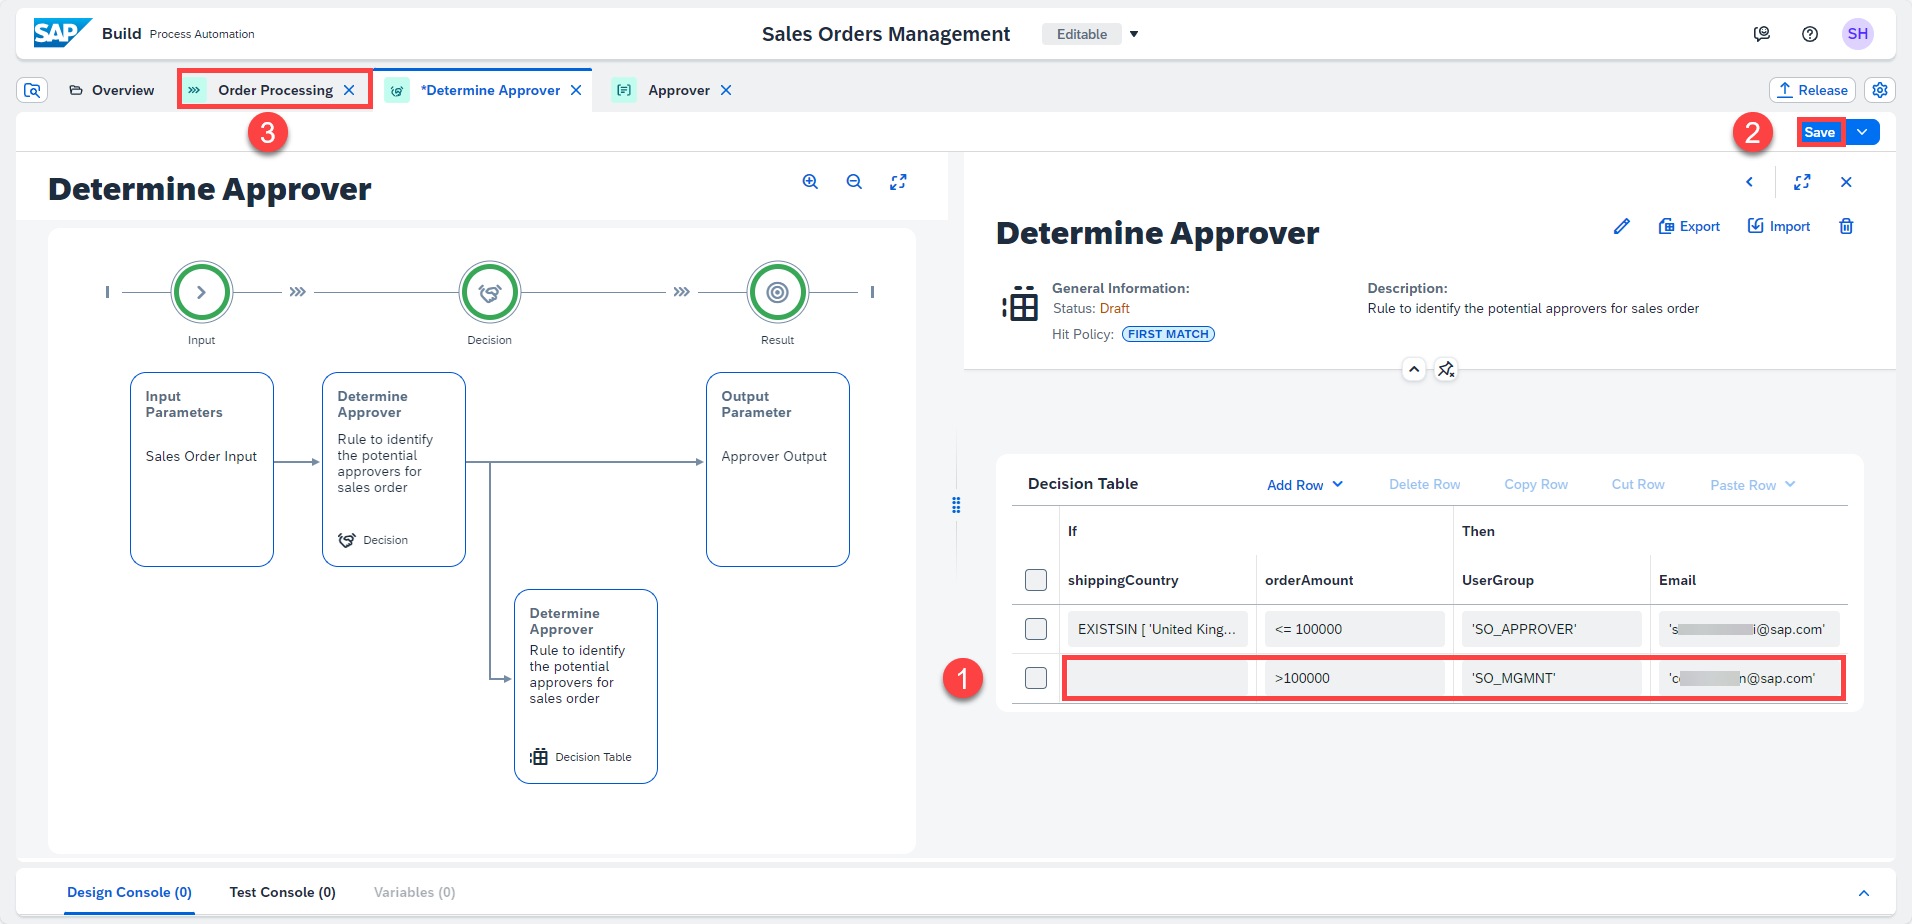 SAP Build Process Automation
Sales Orders Management
Editable
SH
Overview
Order Processing
*Determine Approver
Approver
Release
3
2
Save
Determine Approver
Input
Decision
Result
Input
Parameters
Sales Order Input
Determine
Approver
Rule to identify
the potential
approvers for
sales order
Decision
Output
Parameter
Approver Output
Determine
Approver
Rule to identify
the potential
approvers for
sales order
Decision Table
Determine Approver
Export
Import
General Information:
Status: Draft
Hit Policy: FIRST MATCH
Description:
Rule to identify the potential approvers for sales order
Decision Table
Add Row
Delete Row
Copy Row
Cut Row
Paste Row
If
Then
shippingCountry
orderAmount
UserGroup
Email
EXISTSIN [ 'United King...
<= 100000
'SO_APPROVER'
i@sap.com'
1
>100000
'SO_MGMNT'
n@sap.com'
Design Console (0)
Test Console (0)
Variables (0)